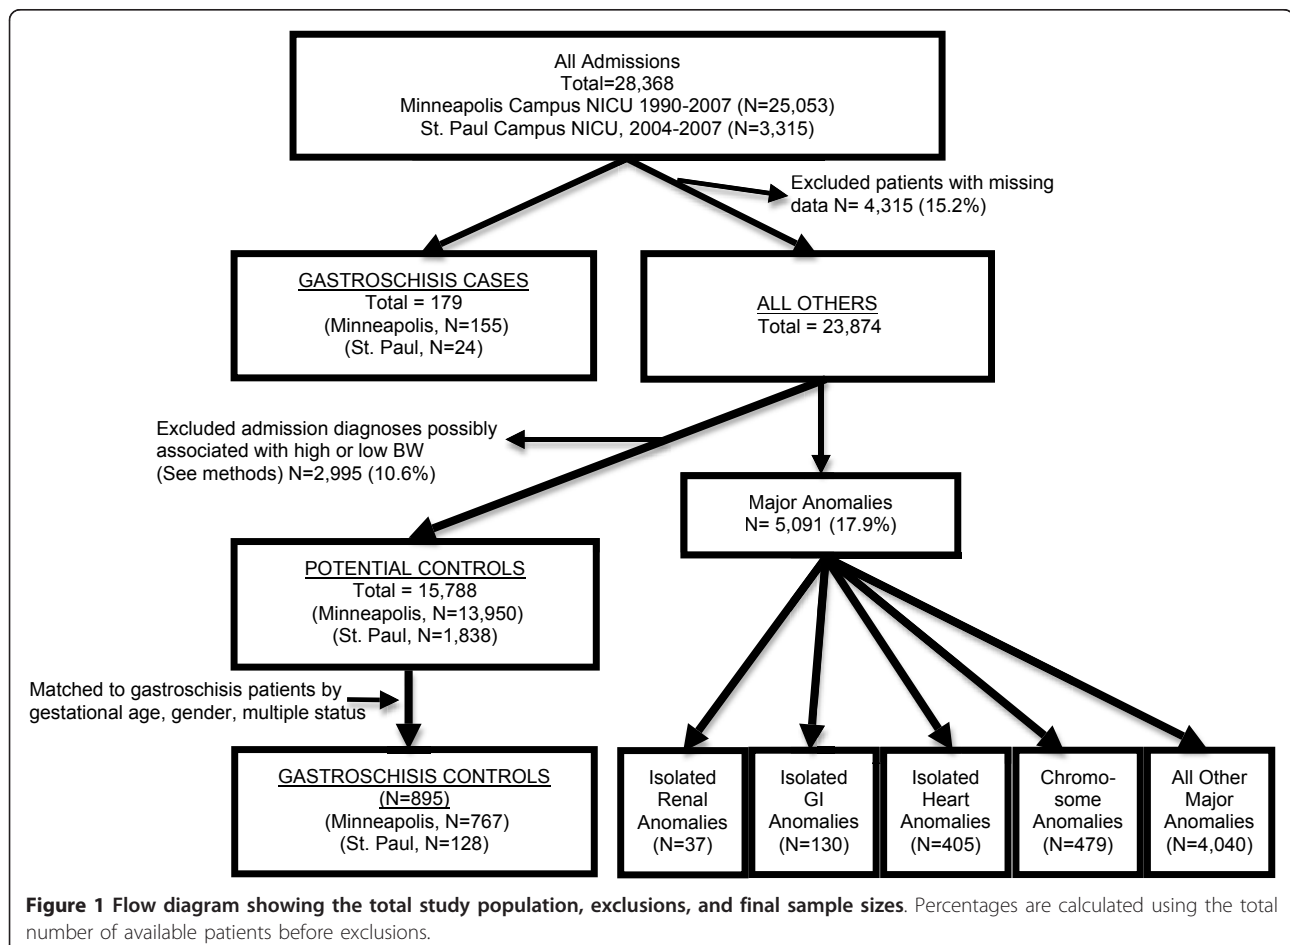 All Admissions
Total=28,368
Minneapolis Campus NICU 1990-2007 (N=25,053)
St. Paul Campus NICU, 2004-2007 (N=3,315)
Excluded patients with missing
data N= 4,315 (15.2%)
GASTROSCHISIS CASES
Total = 179
(Minneapolis, N=155)
(St. Paul, N=24)
ALL OTHERS
Total = 23,874
Excluded admission diagnoses possibly
associated with high or low BW
(See methods) N=2,995 (10.6%)
Major Anomalies
N= 5,091 (17.9%)
POTENTIAL CONTROLS
Total = 15,788
(Minneapolis, N=13,950)
(St. Paul, N=1,838)
Matched to gastroschisis patients by
gestational age, gender, multiple status
GASTROSCHISIS CONTROLS
(N=895)
(Minneapolis, N=767)
(St. Paul, N=128)
Isolated
Renal
Anomalies
(N=37)
Isolated
GI
Anomalies
(N=130)
Isolated
Heart
Anomalies
(N=405)
Chromo-
some
Anomalies
(N=479)
All Other
Major
Anomalies
(N=4,040)
Figure 1 Flow diagram showing the total study population, exclusions, and final sample sizes. Percentages are calculated using the total
number of available patients before exclusions.